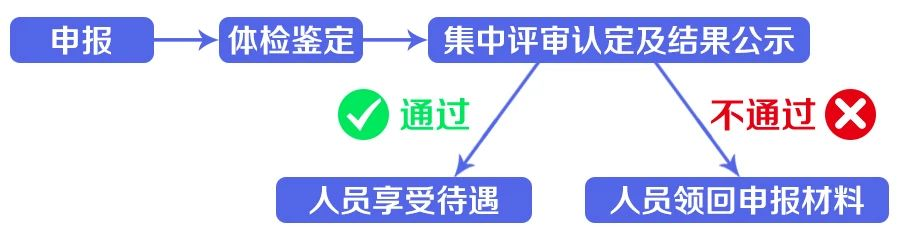 申报
体检鉴定
集中评审认定及结果公示
通过
不通过
人员享受待遇
人员领回申报材料